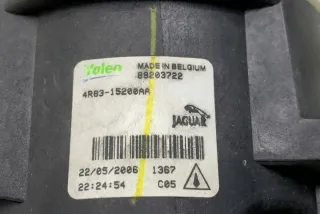 Valeo
MADE IN BELGIUM
89203722
4R83-15200AA
JAGUAR
22/05/2006 1367
22:24:54 C05